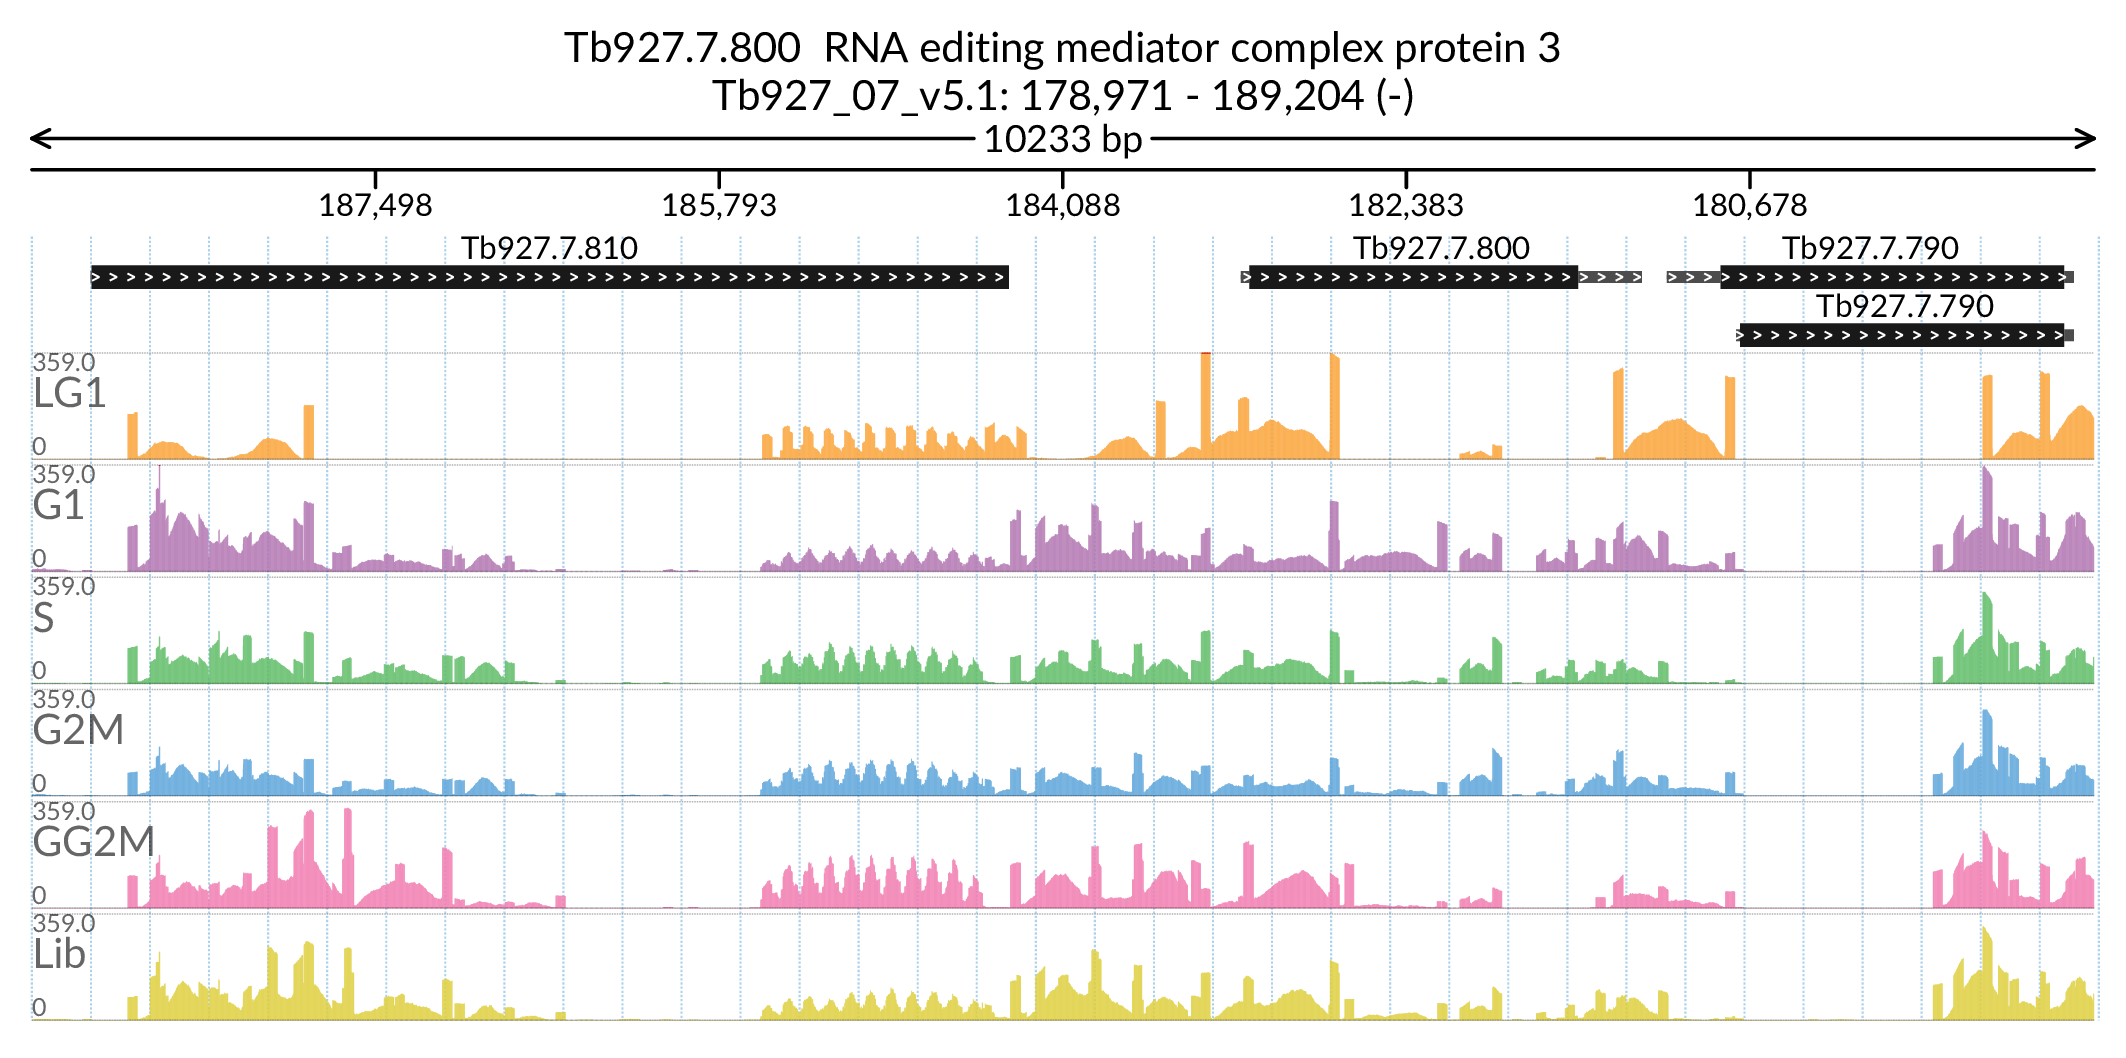 Tb927.7.800  RNA editing mediator complex protein 3
Tb927_07_v5.1: 178,971 - 189,204 (-)
10233 bp
187,498 185,793 184,088 182,383 180,678
Tb927.7.810 Tb927.7.800 Tb927.7.790
Tb927.7.790
359.0
LG1
0
359.0
G1
0
359.0
S
0
359.0
G2M
0
359.0
GG2M
0
359.0
Lib
0